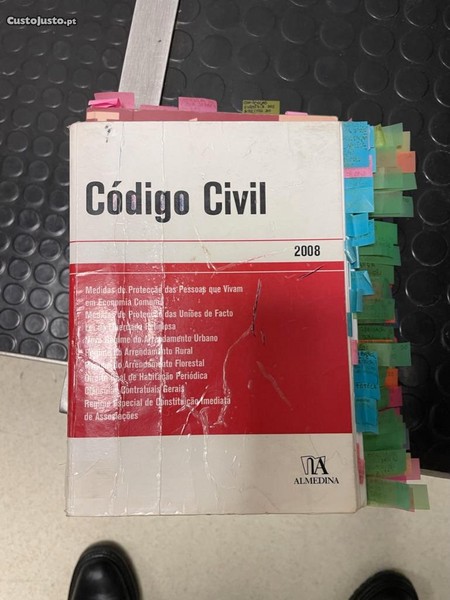 CustoJusto.pt
Código Civil
2008
Medidas de Protecção das Pessoas que Vivam
em Economia Comum
Medidas de Protecção das Uniões de Facto
Lei da Liberdade Religiosa
Novo Regime do Arrendamento Urbano
Regime do Arrendamento Rural
Regime do Arrendamento Florestal
Direito Real de Habitação Periódica
Cláusulas Contratuais Gerais
Regime Especial de Constituição Imediata
de Associações
ALMEDINA